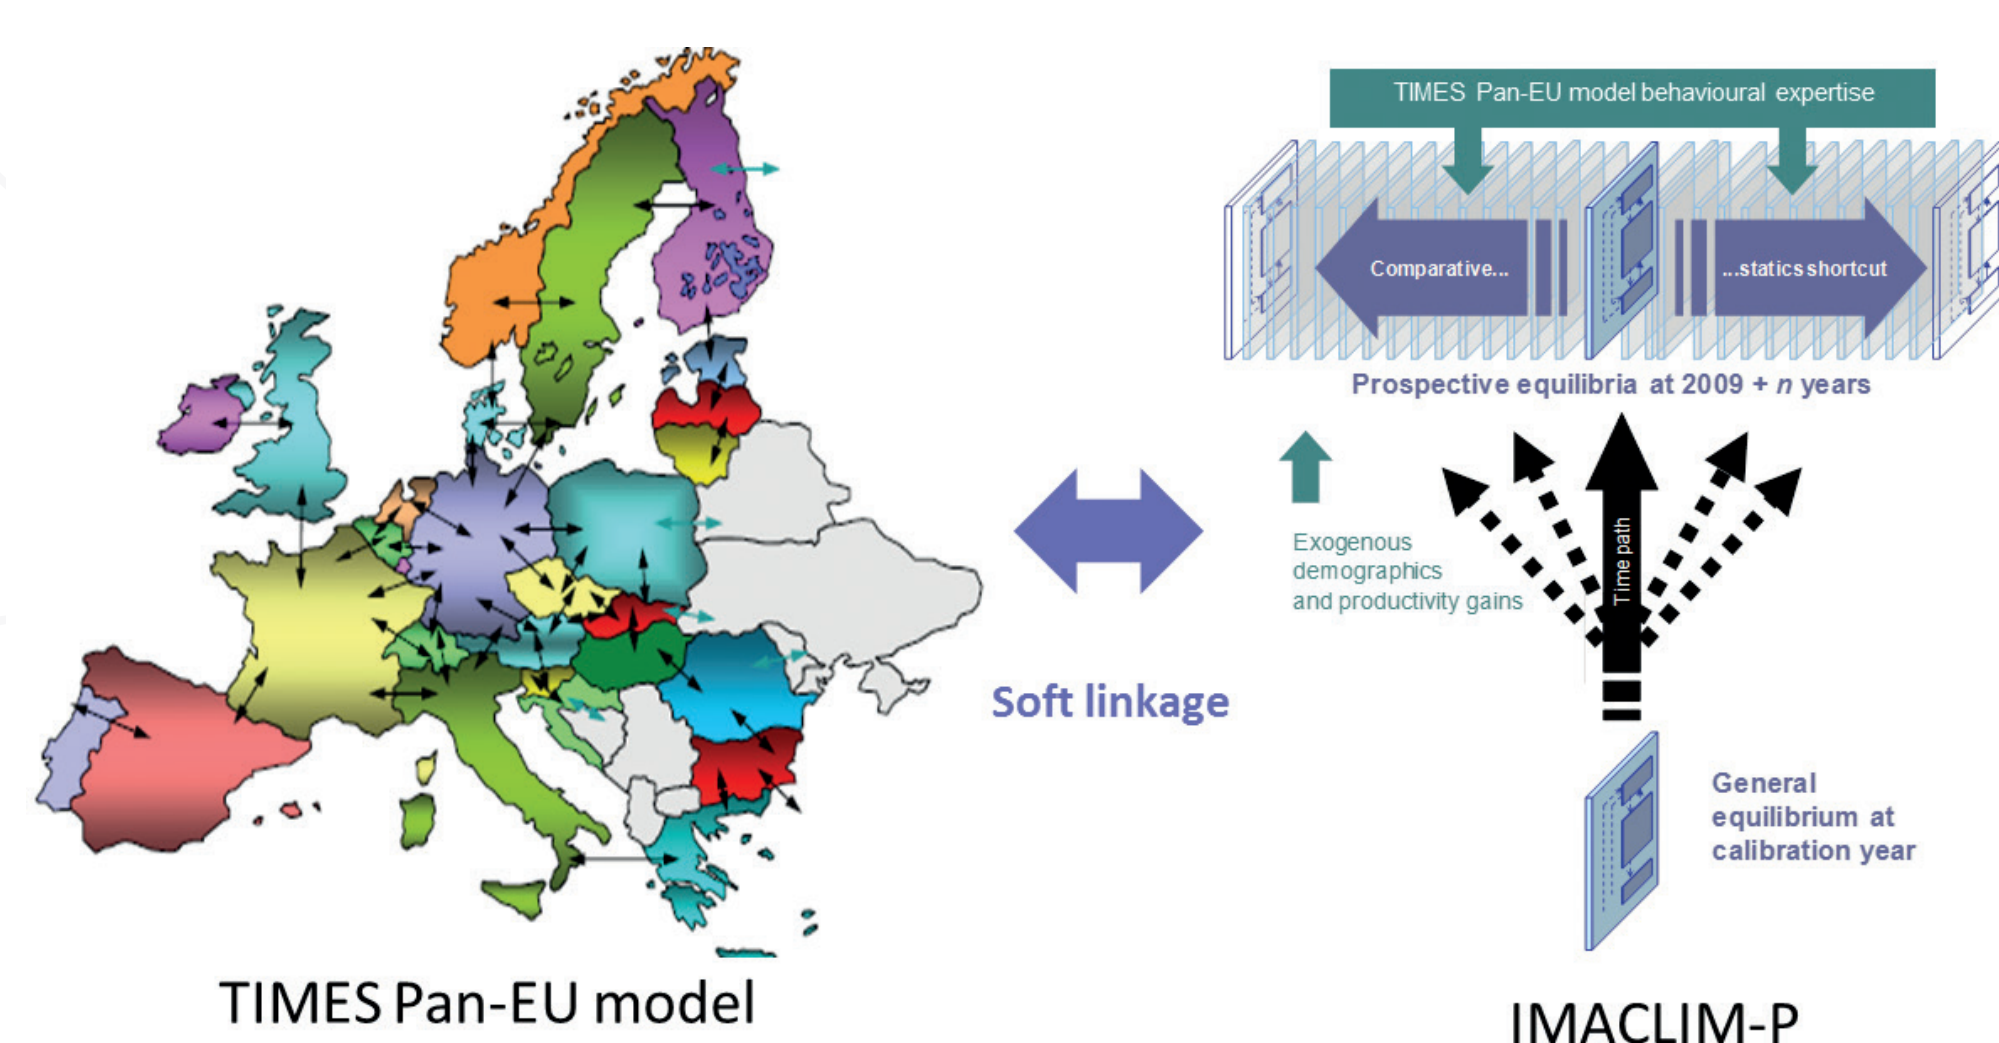 TIMES Pan-EU model behavioural expertise
Comparative...
...statics shortcut
Prospective equilibria at 2009 + n years
Exogenous
demographics
and productivity gains
Time path
Soft linkage
General
equilibrium at
calibration year
TIMES Pan-EU model
IMACLIM-P